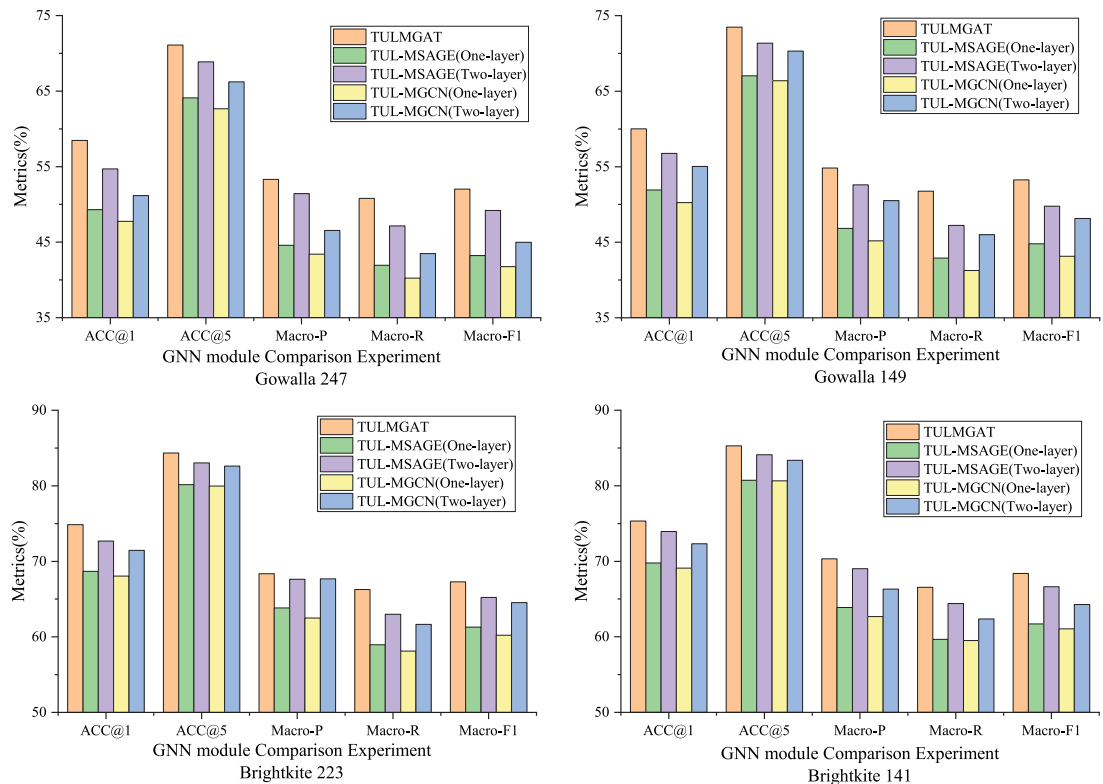 75
65
55
45
35
Metrics(%)
TULMGAT
TUL-MSAGE(One-layer)
TUL-MSAGE(Two-layer)
TUL-MGCN(One-layer)
TUL-MGCN(Two-layer)
ACC@1 ACC@5 Macro-P Macro-R Macro-F1
GNN module Comparison Experiment
Gowalla 247
75
65
55
45
35
Metrics(%)
TULMGAT
TUL-MSAGE(One-layer)
TUL-MSAGE(Two-layer)
TUL-MGCN(One-layer)
TUL-MGCN(Two-layer)
ACC@1 ACC@5 Macro-P Macro-R Macro-F1
GNN module Comparison Experiment
Gowalla 149
90
80
70
60
50
Metrics(%)
TULMGAT
TUL-MSAGE(One-layer)
TUL-MSAGE(Two-layer)
TUL-MGCN(One-layer)
TUL-MGCN(Two-layer)
ACC@1 ACC@5 Macro-P Macro-R Macro-F1
GNN module Comparison Experiment
Brightkite 223
90
80
70
60
50
Metrics(%)
TULMGAT
TUL-MSAGE(One-layer)
TUL-MSAGE(Two-layer)
TUL-MGCN(One-layer)
TUL-MGCN(Two-layer)
ACC@1 ACC@5 Macro-P Macro-R Macro-F1
GNN module Comparison Experiment
Brightkite 141